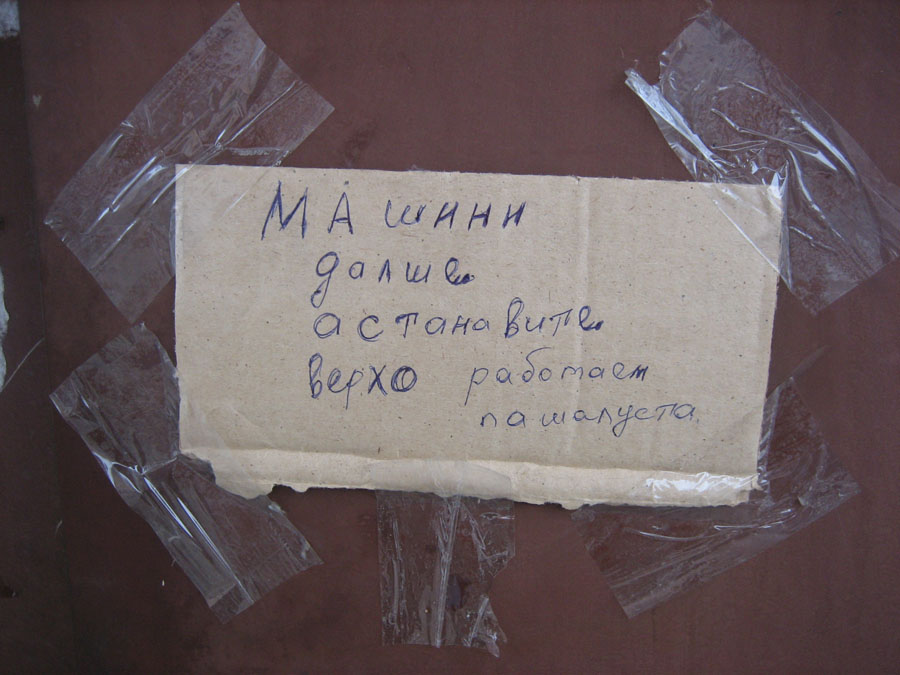 МАшини
далше
астанавите
верхо работаем
пашалуста